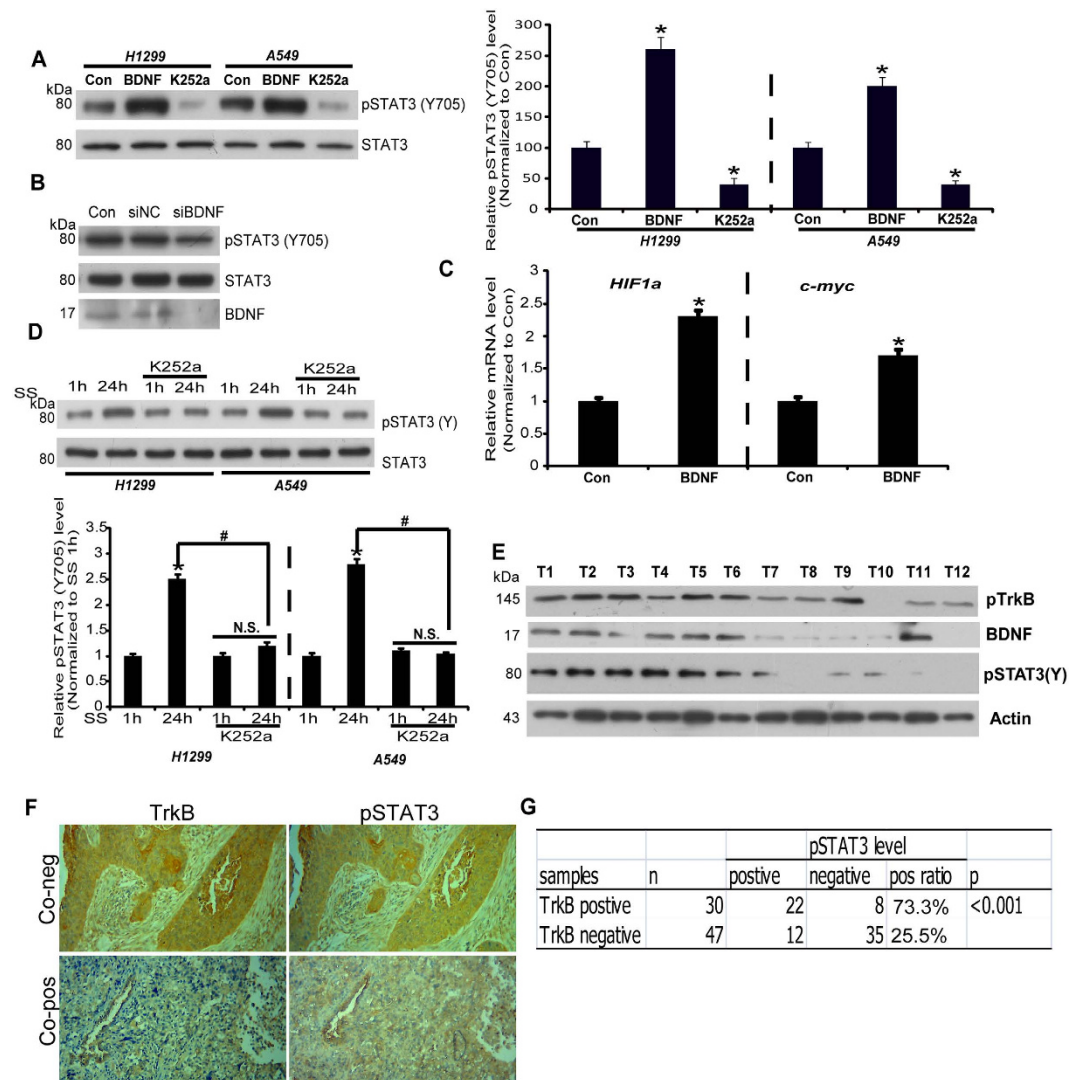 A
H1299 A549
Con BDNF K252a Con BDNF K252a
kDa
80 pSTAT3 (Y705)
80 STAT3
Relative pSTAT3 (Y705) level
(Normalized to Con)
300
250
200
150
100
50
0
* * * *
Con BDNF K252a Con BDNF K252a
H1299 A549
B
Con siNC siBDNF
kDa
80 pSTAT3 (Y705)
80 STAT3
17 BDNF
C
Relative mRNA level
(Normalized to Con)
3
2.5
2
1.5
1
0.5
0
HIF1a c-myc
* *
Con BDNF Con BDNF
D
K252a K252a
SS 1h 24h 1h 24h 1h 24h 1h 24h
kDa
80 pSTAT3 (Y)
80 STAT3
H1299 A549
Relative pSTAT3 (Y705) level
(Normalized to SS 1h)
3.5
3
2.5
2
1.5
1
0.5
0
# #
* *
N.S. N.S.
SS 1h 24h 1h 24h 1h 24h 1h 24h
K252a K252a
H1299 A549
E
T1 T2 T3 T4 T5 T6 T7 T8 T9 T10 T11 T12
kDa
145 pTrkB
17 BDNF
80 pSTAT3(Y)
43 Actin
F
TrkB pSTAT3
Co-neg
Co-pos
G
pSTAT3 level
samples n postive negative pos ratio p
TrkB postive 30 22 8 73.3% <0.001
TrkB negative 47 12 35 25.5%